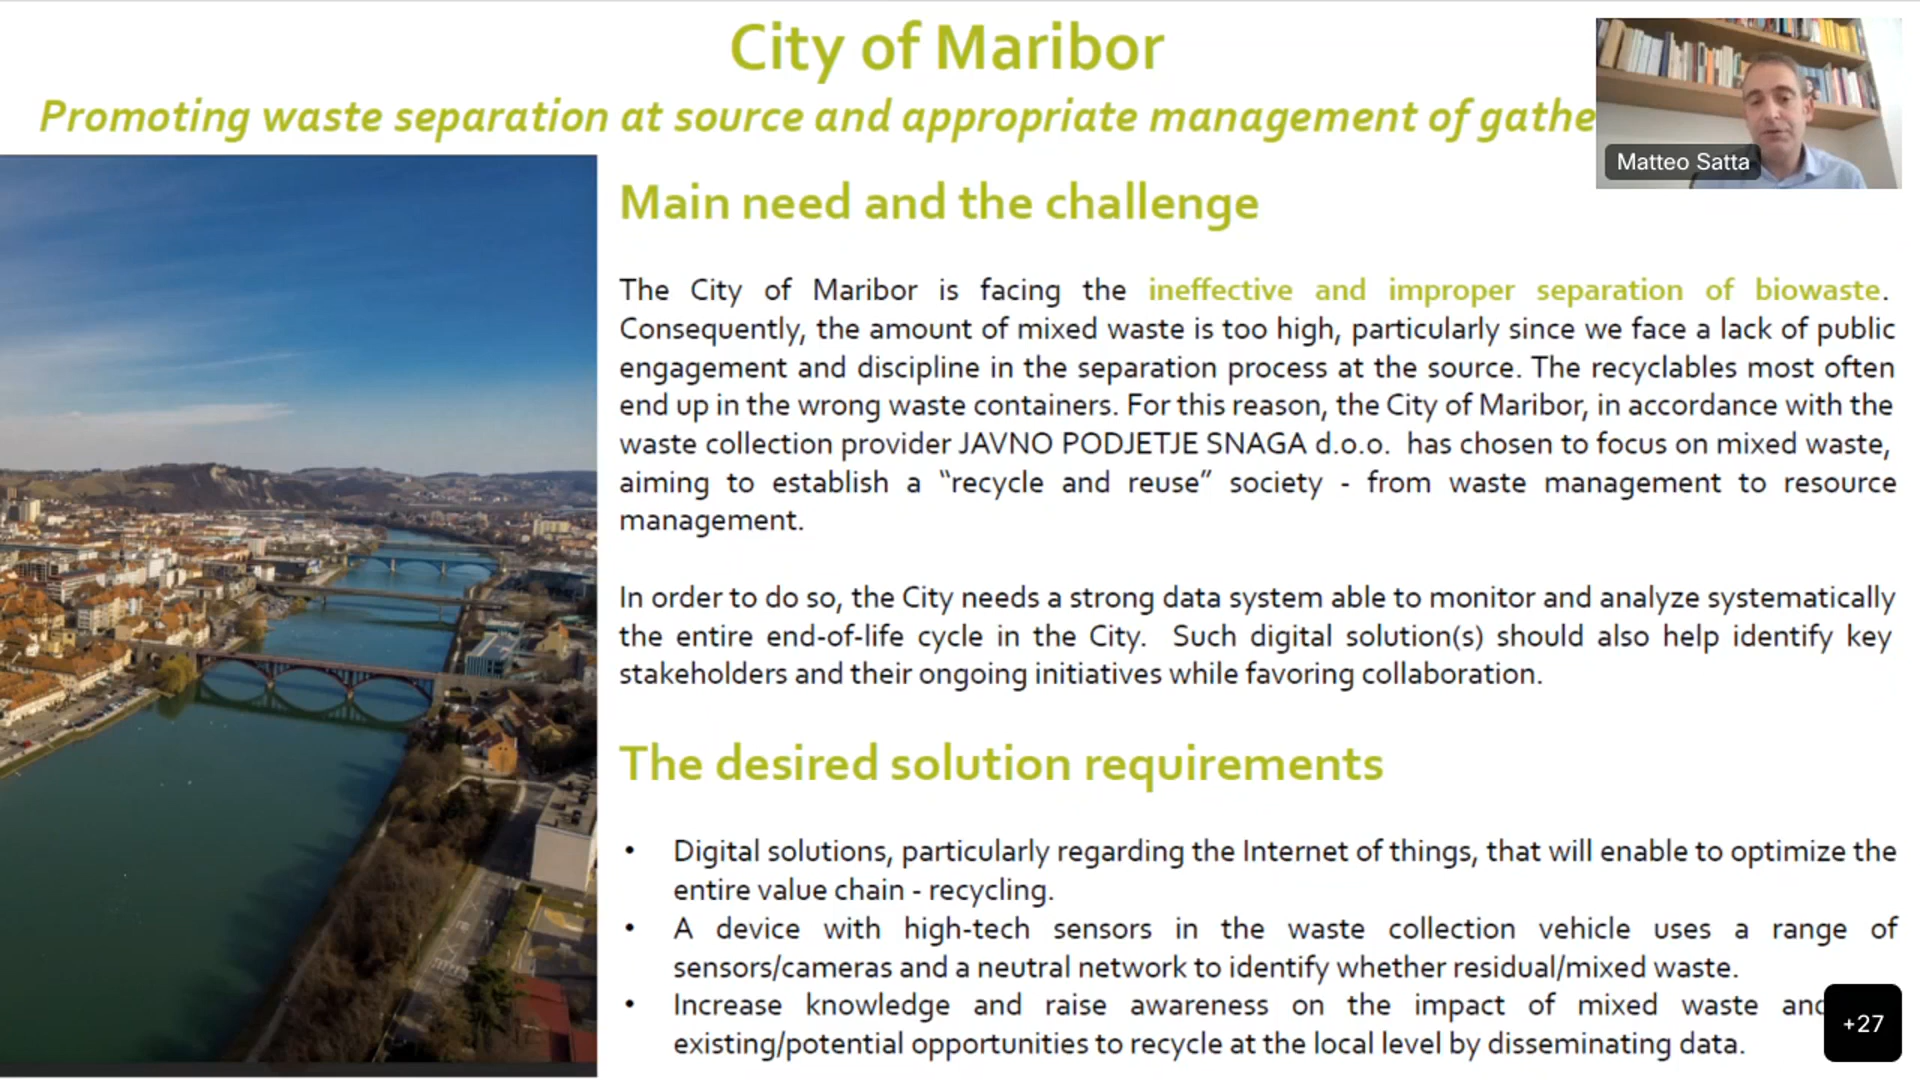 City of Maribor
Promoting waste separation at source and appropriate management of gathe
Matteo Satta
Main need and the challenge
The City of Maribor is facing the ineffective and improper separation of biowaste.
Consequently, the amount of mixed waste is too high, particularly since we face a lack of public
engagement and discipline in the separation process at the source. The recyclables most often
end up in the wrong waste containers. For this reason, the City of Maribor, in accordance with the
waste collection provider JAVNO PODJETJE SNAGA d.o.o. has chosen to focus on mixed waste,
aiming to establish a “recycle and reuse” society - from waste management to resource
management.
In order to do so, the City needs a strong data system able to monitor and analyze systematically
the entire end-of-life cycle in the City. Such digital solution(s) should also help identify key
stakeholders and their ongoing initiatives while favoring collaboration.
The desired solution requirements
• Digital solutions, particularly regarding the Internet of things, that will enable to optimize the
entire value chain - recycling.
• A device with high-tech sensors in the waste collection vehicle uses a range of
sensors/cameras and a neutral network to identify whether residual/mixed waste.
• Increase knowledge and raise awareness on the impact of mixed waste and
existing/potential opportunities to recycle at the local level by disseminating data.
+27